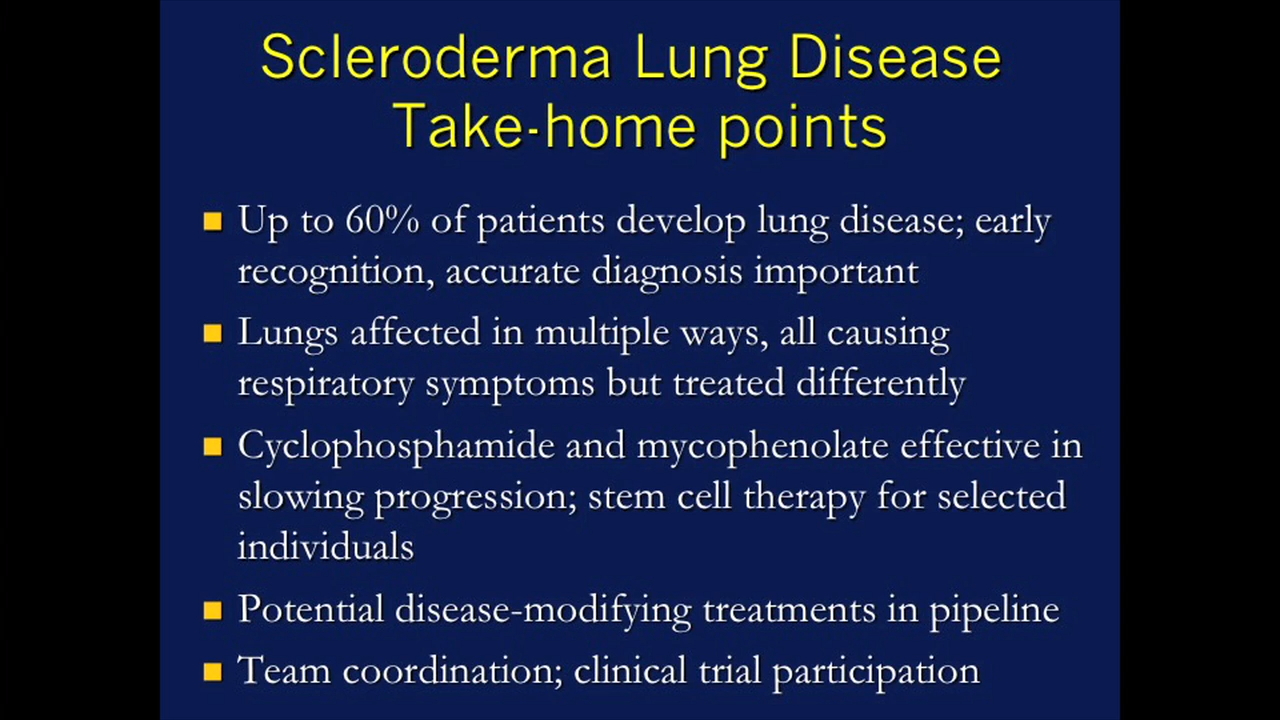 Scleroderma Lung Disease
Take-home points
Up to 60% of patients develop lung disease; early
recognition, accurate diagnosis important
Lungs affected in multiple ways, all causing
respiratory symptoms but treated differently
Cyclophosphamide and mycophenolate effective in
slowing progression; stem cell therapy for selected
individuals
Potential disease-modifying treatments in pipeline
Team coordination; clinical trial participation